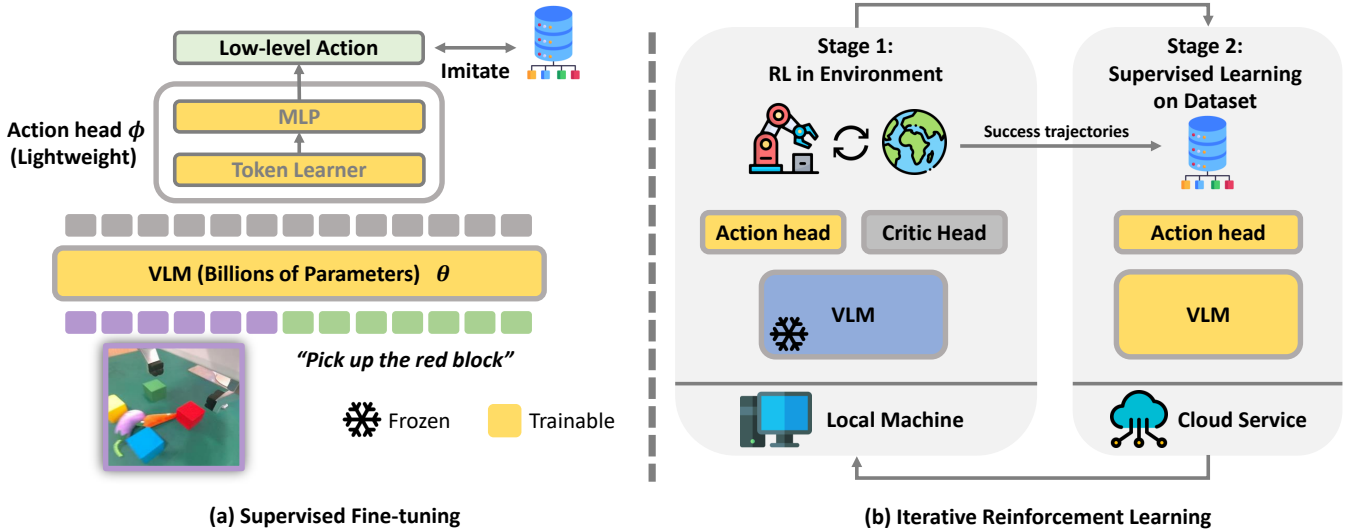 Low-level Action
Imitate
MLP
Action head ϕ
(Lightweight)
Token Learner
VLM (Billions of Parameters) θ
“Pick up the red block”
Frozen
Trainable
(a) Supervised Fine-tuning
Stage 1:
RL in Environment
Success trajectories
Action head
Critic Head
VLM
Local Machine
Stage 2:
Supervised Learning
on Dataset
Action head
VLM
Cloud Service
(b) Iterative Reinforcement Learning